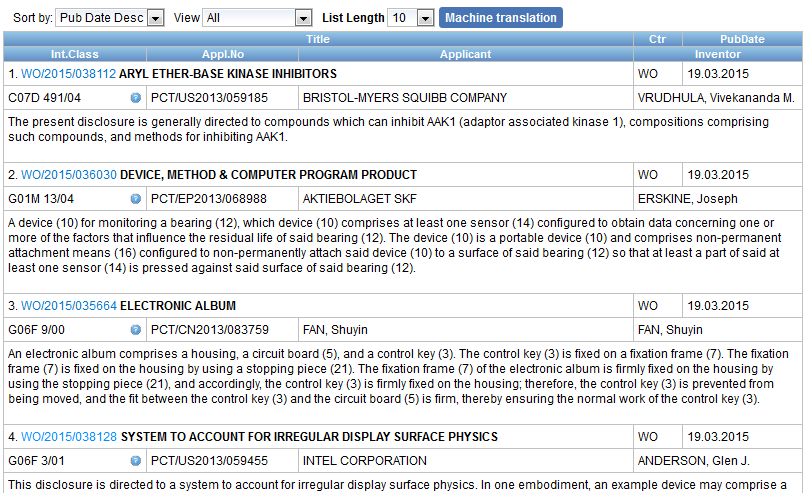 Sort by: Pub Date Desc View All List Length 10 Machine translation
Title Ctr PubDate
Int.Class Appl.No Applicant Inventor
1. WO/2015/038112 ARYL ETHER-BASE KINASE INHIBITORS WO 19.03.2015
C07D 491/04 PCT/US2013/059185 BRISTOL-MYERS SQUIBB COMPANY VRUDHULA, Vivekananda M.
The present disclosure is generally directed to compounds which can inhibit AAK1 (adaptor associated kinase 1), compositions comprising
such compounds, and methods for inhibiting AAK1.
2. WO/2015/036030 DEVICE, METHOD & COMPUTER PROGRAM PRODUCT WO 19.03.2015
G01M 13/04 PCT/EP2013/068988 AKTIEBOLAGET SKF ERSKINE, Joseph
A device (10) for monitoring a bearing (12), which device (10) comprises at least one sensor (14) configured to obtain data concerning one or
more of the factors that influence the residual life of said bearing (12). The device (10) is a portable device (10) and comprises non-permanent
attachment means (16) configured to non-permanently attach said device (10) to a surface of said bearing (12) so that at least a part of said at
least one sensor (14) is pressed against said surface of said bearing (12).
3. WO/2015/035664 ELECTRONIC ALBUM WO 19.03.2015
G06F 9/00 PCT/CN2013/083759 FAN, Shuyin FAN, Shuyin
An electronic album comprises a housing, a circuit board (5), and a control key (3). The control key (3) is fixed on a fixation frame (7). The fixation
frame (7) is fixed on the housing by using a stopping piece (21). The fixation frame (7) of the electronic album is firmly fixed on the housing by
using the stopping piece (21), and accordingly, the control key (3) is firmly fixed on the housing; therefore, the control key (3) is prevented from
being moved, and the fit between the control key (3) and the circuit board (5) is firm, thereby ensuring the normal work of the control key (3).
4. WO/2015/038128 SYSTEM TO ACCOUNT FOR IRREGULAR DISPLAY SURFACE PHYSICS WO 19.03.2015
G06F 3/01 PCT/US2013/059455 INTEL CORPORATION ANDERSON, Glen J.
This disclosure is directed to a system to account for irregular display surface physics. In one embodiment, an example device may comprise a